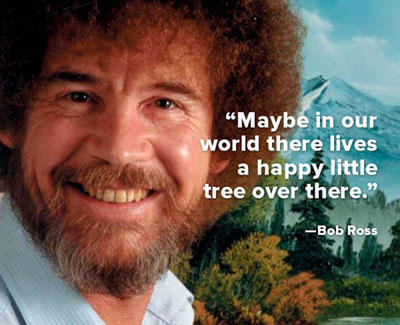 “Maybe in our
world there lives
a happy little
tree over there.”
—Bob Ross